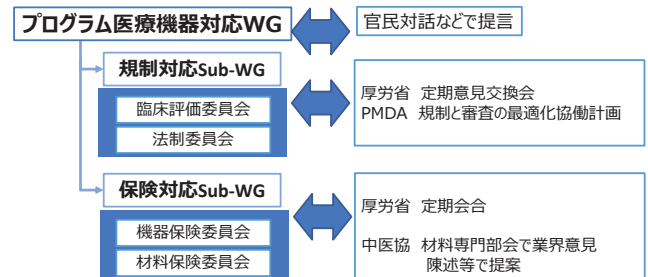 プログラム医療機器対応WG
官民対話などで提言
規制対応Sub-WG
臨床評価委員会
法制委員会
厚労省 定期意見交換会
PMDA 規制と審査の最適化協働計画
保険対応Sub-WG
機器保険委員会
材料保険委員会
厚労省 定期会合
中医協 材料専門部会で業界意見
陳述等で提案